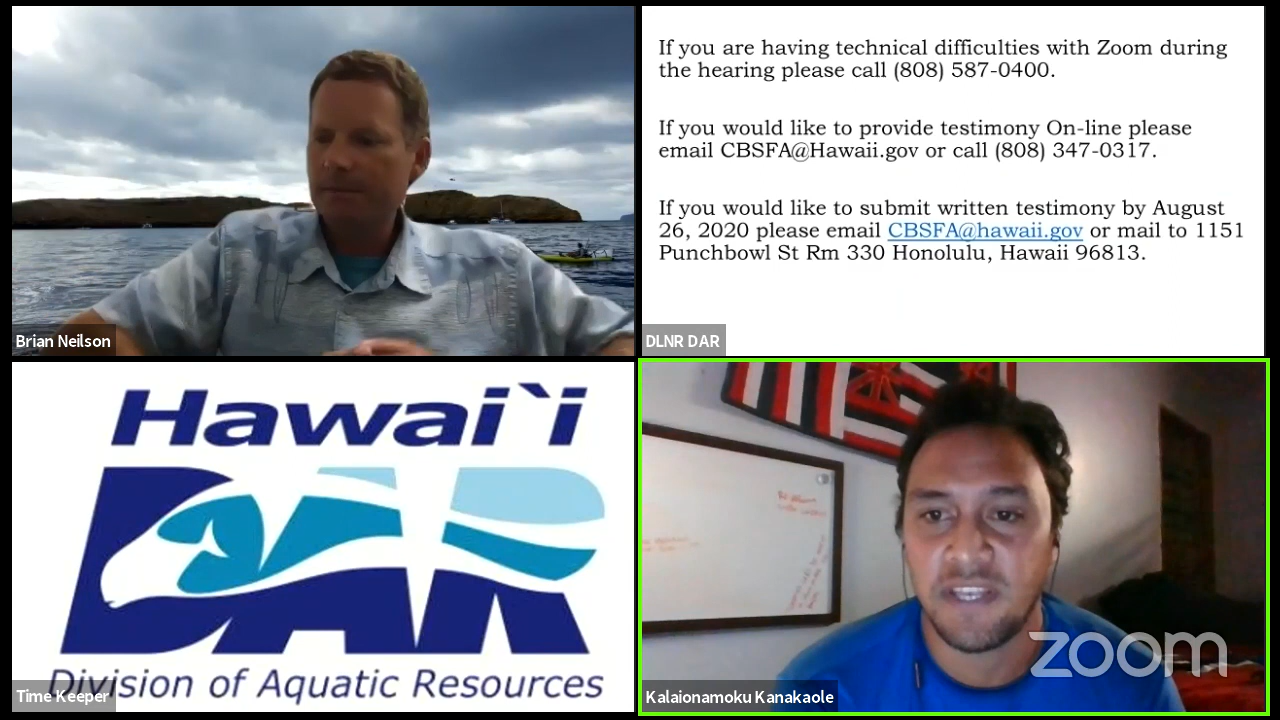 If you are having technical difficulties with Zoom during
the hearing please call (808) 587-0400.
If you would like to provide testimony On-line please
email CBSFA@Hawaii.gov or call (808) 347-0317.
If you would like to submit written testimony by August
26, 2020 please email CBSFA@hawaii.gov or mail to 1151
Punchbowl St Rm 330 Honolulu, Hawaii 96813.
Brian Neilson
DLNR DAR
Hawai`i
DAR
Division of Aquatic Resources
Time Keeper
zoom
Kalaionamoku Kanakaole